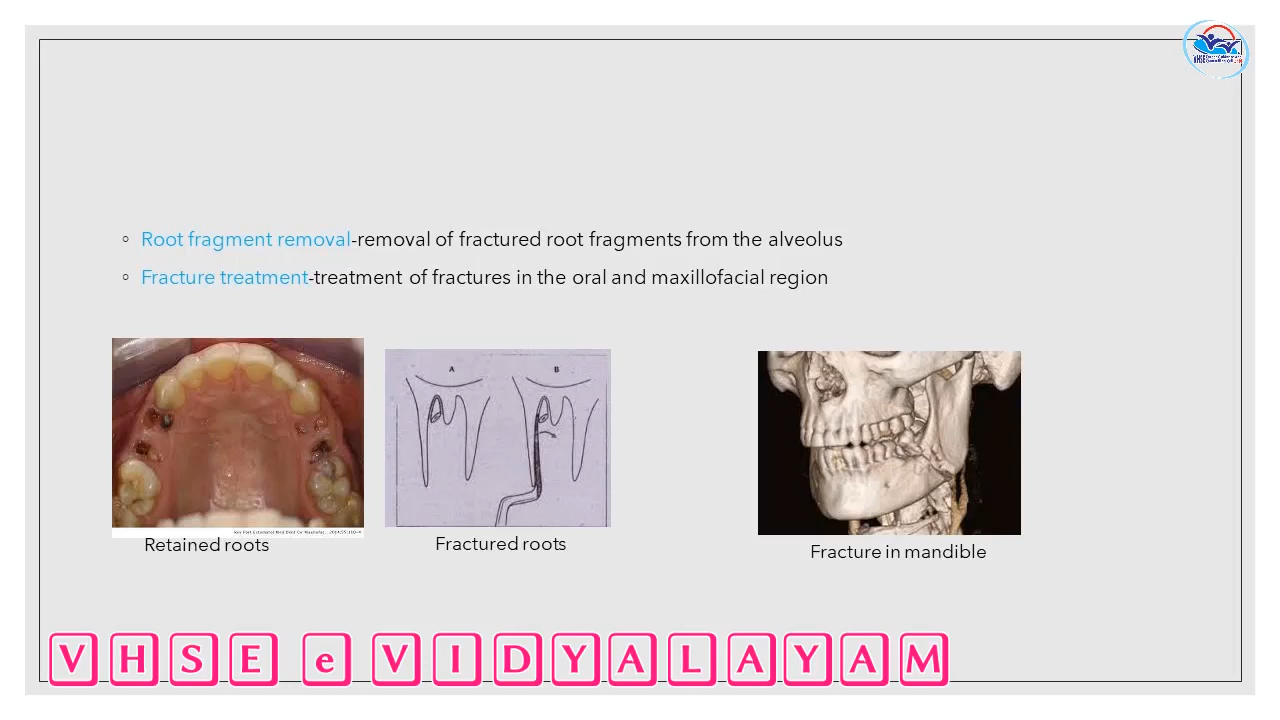 Root fragment removal-removal of fractured root fragments from the alveolus
Fracture treatment-treatment of fractures in the oral and maxillofacial region
A
B
Retained roots
Fractured roots
Fracture in mandible
VHSE e VIDYALAYAM